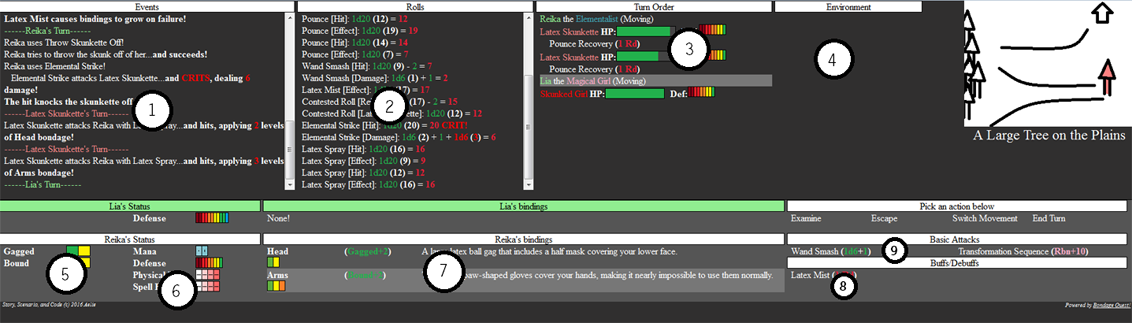 Events
Latex Mist causes bindings to grow on failure!
------Reika's Turn------
Reika uses Throw Skunkette Off!
Reika tries to throw the skunk off of her...and succeeds!
Reika uses Elemental Strike!
Elemental Strike attacks Latex Skunkette...and CRITS, dealing 6
damage!
The hit knocks the skunkette off
------Latex Skunkette's Turn------
Latex Skunkette attacks Reika with Latex Spray...and hits, applying 2 levels
of Head bondage!
------Latex Skunkette's Turn------
Latex Skunkette attacks Reika with Latex Spray...and hits, applying 3 levels
of Arms bondage!
------Lia's Turn------
1
Rolls
Pounce [Hit]: 1d20 (12) = 12
Pounce [Effect]: 1d20 (19) = 19
Pounce [Hit]: 1d20 (14) = 14
Pounce [Effect]: 1d20 (7) = 7
Wand Smash [Hit]: 1d20 (9) - 2 = 7
Wand Smash [Damage]: 1d6 (1) + 1 = 2
Latex Mist [Effect]: (17) = 17
Contested Roll (17) - 2 = 15
Contested Roll 1d20 (12) = 12
Elemental Strike [Hit]: 1d20 (20) = 20 CRIT!
Elemental Strike [Damage]: 1d6 (2) + 1 + 1d6 (3) = 6
Latex Spray [Hit]: 1d20 (16) = 16
Latex Spray [Effect]: 1d20 (9) = 9
Latex Spray [Hit]: 1d20 (12) = 12
Latex Spray [Effect]: 1d20 (16) = 16
2
Turn Order
Reika the Elementalist (Moving)
Latex Skunkette HP:
Pounce Recovery (1 Rd)
Latex Skunkette HP:
Pounce Recovery (1 Rd)
Lia the Magical Girl (Moving)
Skunked Girl HP: Def:
3
Environment
4
A Large Tree on the Plains
Lia's Status
Defense
Lia's bindings
None!
Pick an action below
Examine Escape Switch Movement End Turn
Reika's Status
Gagged Mana
Bound Defense
Physical
Spell
5
6
Reika's bindings
Head (Gagged+2) A latex ball gag that includes a half mask covering your lower face.
Arms paw-shaped gloves cover your hands, making it nearly impossible to use them normally.
7
Basic Attacks
Wand Smash (1d6+1) Transformation Sequence (Rbn+10)
9
Buffs/Debuffs
Latex Mist
8
Story, Scenario, and Code (c) 2016 Axile
Powered by Bondage Quest!